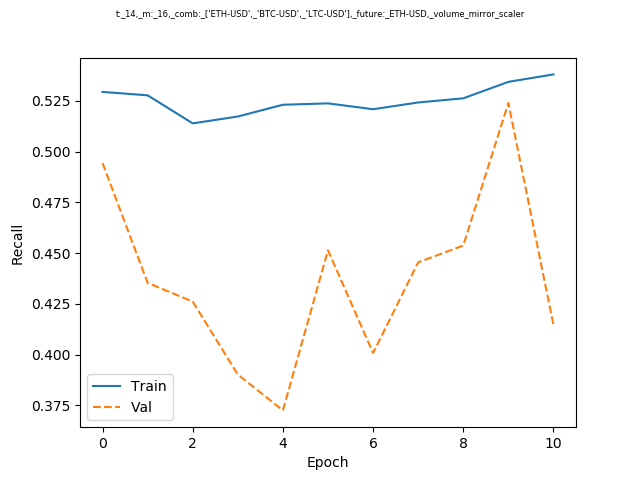 t:_14,_m:_16,_comb:_['ETH-USD',_'BTC-USD',_'LTC-USD'],_future:_ETH-USD,_volume_mirror_scaler
0.525
0.500
0.475
0.450
0.425
0.400
0.375
Recall
Train
Val
0 2 4 6 8 10
Epoch